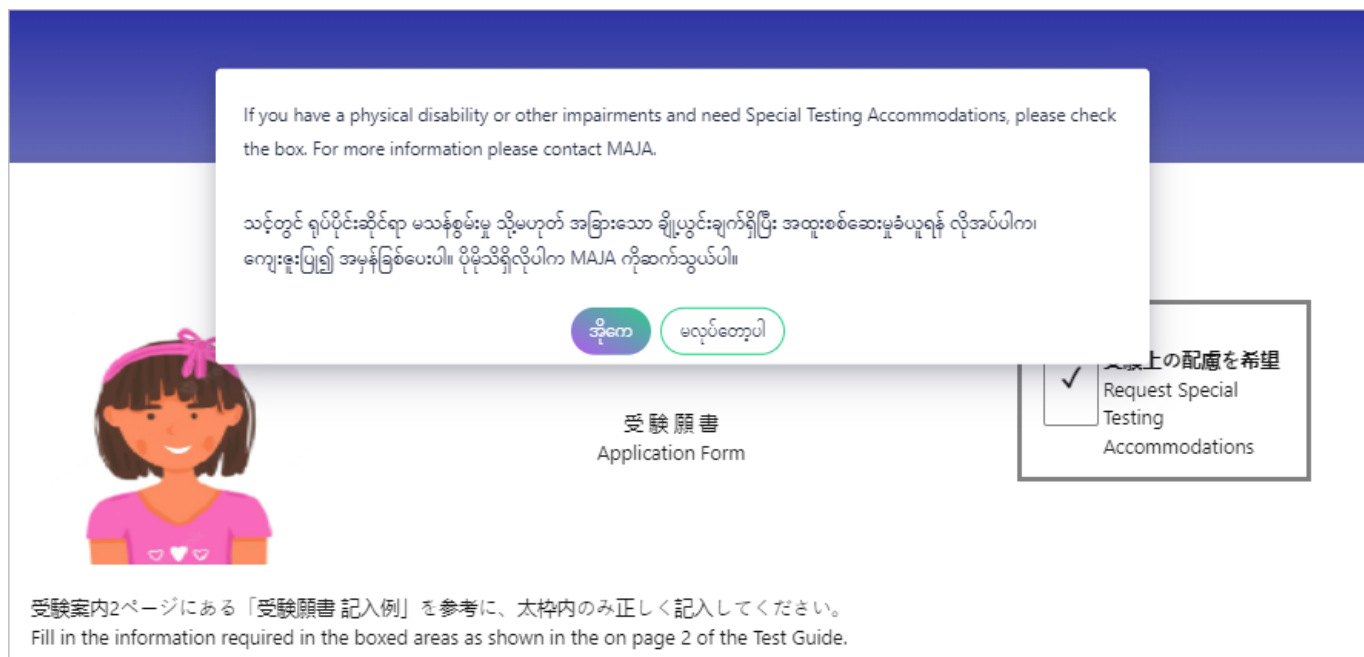 If you have a physical disability or other impairments and need Special Testing Accommodations, please check
the box. For more information please contact MAJA.
သင့်တွင် ရုပ်ပိုင်းဆိုင်ရာ မသန်စွမ်းမှု သို့မဟုတ် အခြားသော ချို့ယွင်းချက်ရှိပြီး အထူးစစ်ဆေးမှုခံယူရန် လိုအပ်ပါက၊
ကျေးဇူးပြု၍ အမှန်ခြစ်ပေးပါ။ ပိုမိုသိရှိလိုပါက MAJA ကိုဆက်သွယ်ပါ။
အိုကေ
မလုပ်တော့ပါ
受験上の配慮を希望
Request Special
Testing
Accommodations
受 験 願 書
Application Form
受験案内2ページにある「受験願書 記入例」を参考に、太枠内のみ正しく記入してください。
Fill in the information required in the boxed areas as shown in the on page 2 of the Test Guide.